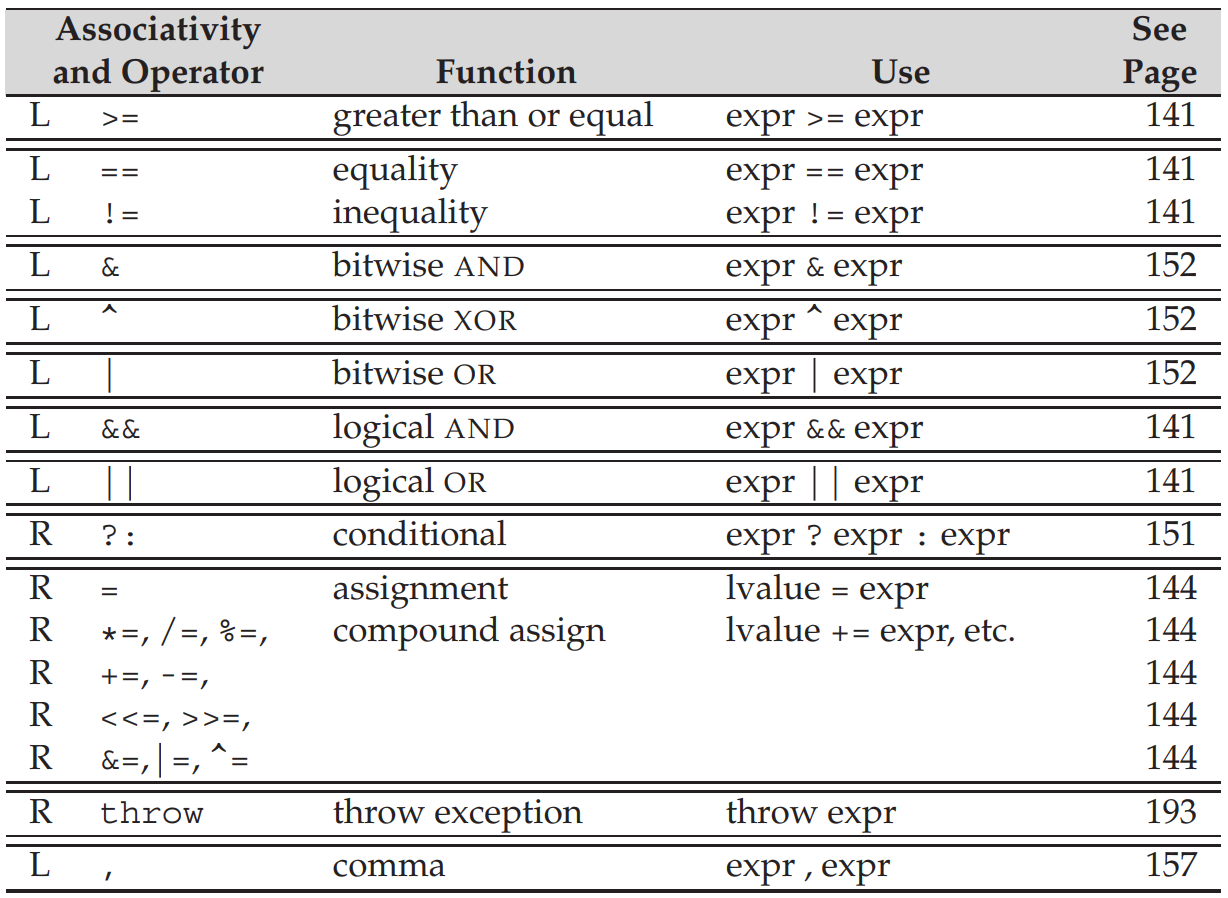 Associativity See
and Operator Function Use Page
L >= greater than or equal expr >= expr 141
L == equality expr == expr 141
L != inequality expr != expr 141
L & bitwise AND expr & expr 152
L ^ bitwise XOR expr ^ expr 152
L | bitwise OR expr | expr 152
L && logical AND expr && expr 141
L || logical OR expr || expr 141
R ?: conditional expr ? expr : expr 151
R = assignment lvalue = expr 144
R *=, /=, %=, compound assign lvalue += expr, etc. 144
R +=, -=, 144
R <<=, >>=, 144
R &=,|=, ^= 144
R throw throw exception throw expr 193
L , comma expr , expr 157